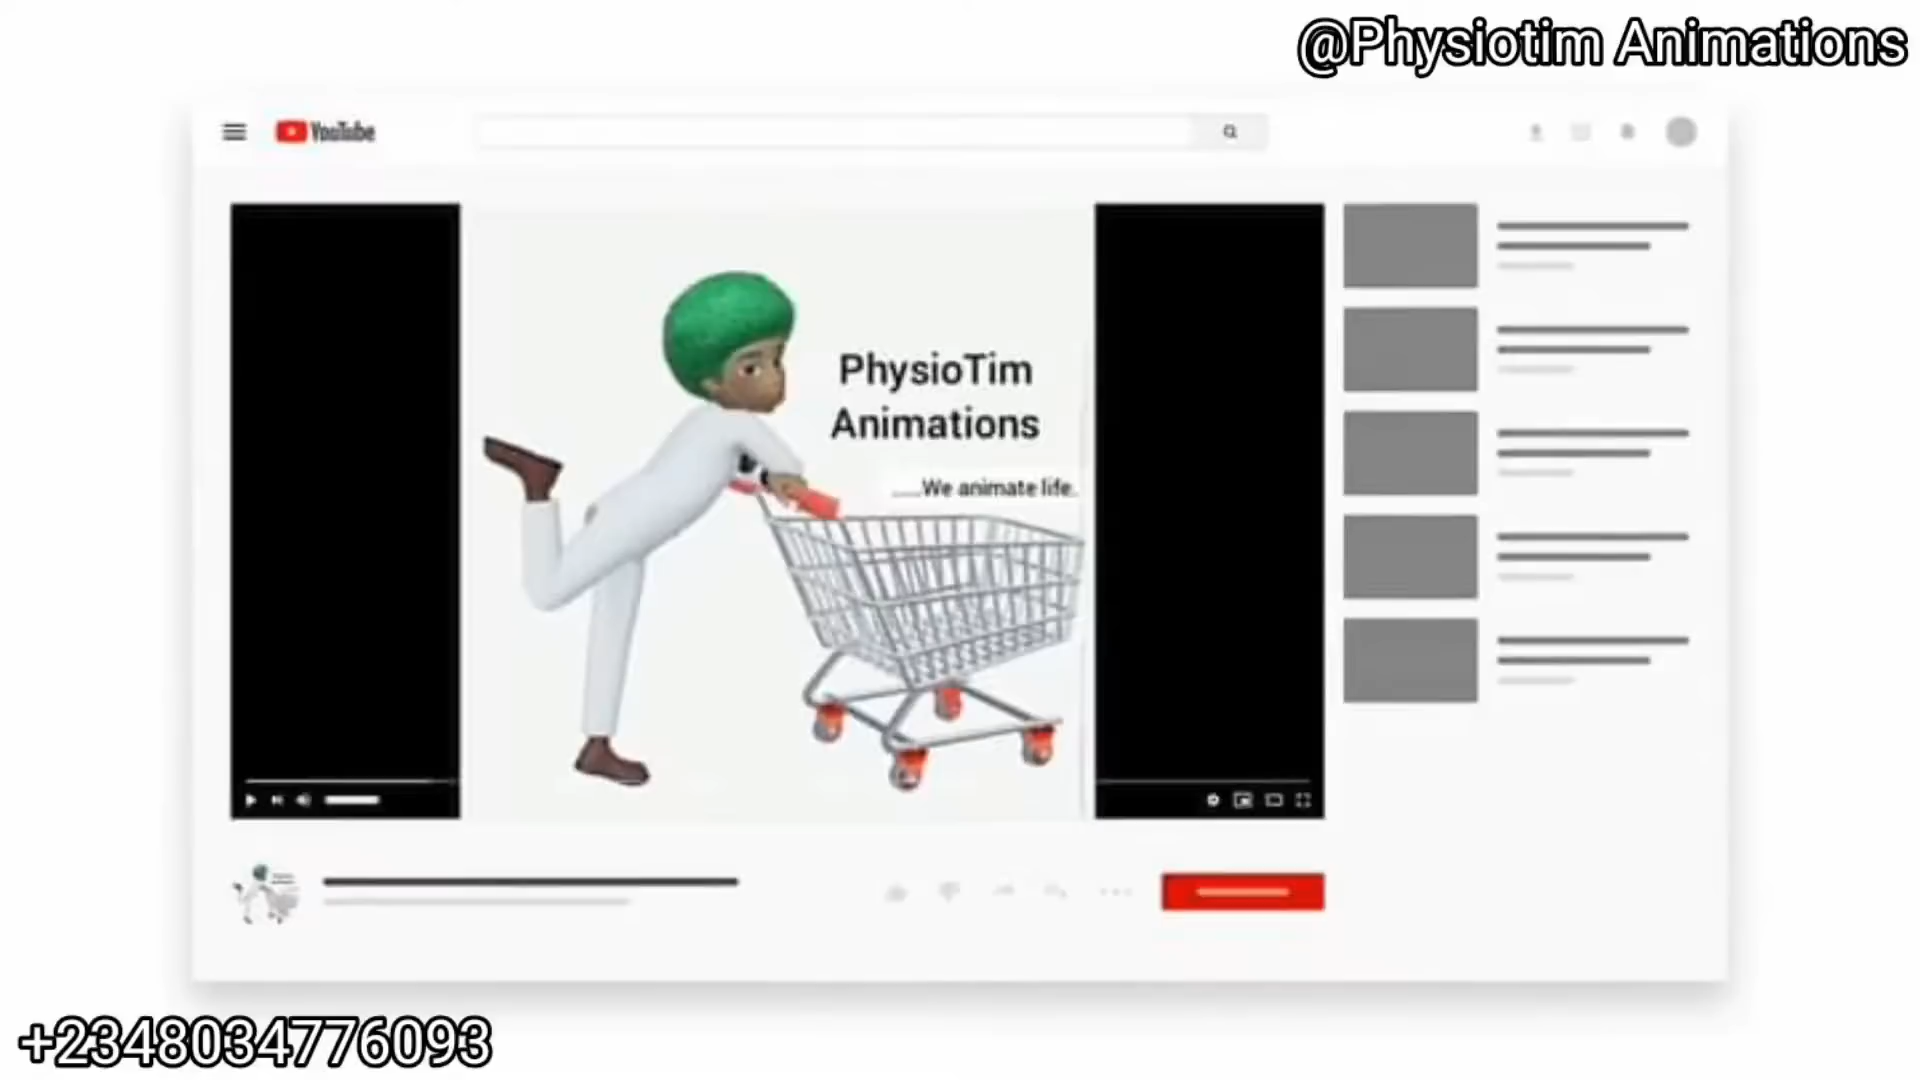 @Physiotim Animations
YouTube
PhysioTim
Animations
......We animate life.
+2348034776093